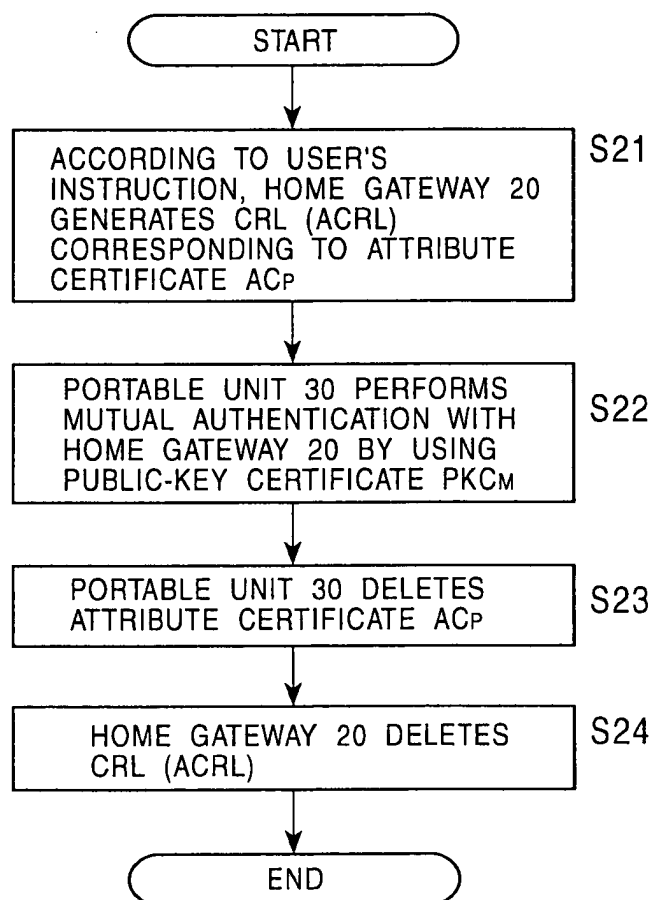 START
S21
ACCORDING TO USER'S
INSTRUCTION, HOME GATEWAY 20
GENERATES CRL (ACRL)
CORRESPONDING TO ATTRIBUTE
CERTIFICATE ACP
S22
PORTABLE UNIT 30 PERFORMS
MUTUAL AUTHENTICATION WITH
HOME GATEWAY 20 BY USING
PUBLIC-KEY CERTIFICATE PKCM
S23
PORTABLE UNIT 30 DELETES
ATTRIBUTE CERTIFICATE ACP
S24
HOME GATEWAY 20 DELETES
CRL (ACRL)
END